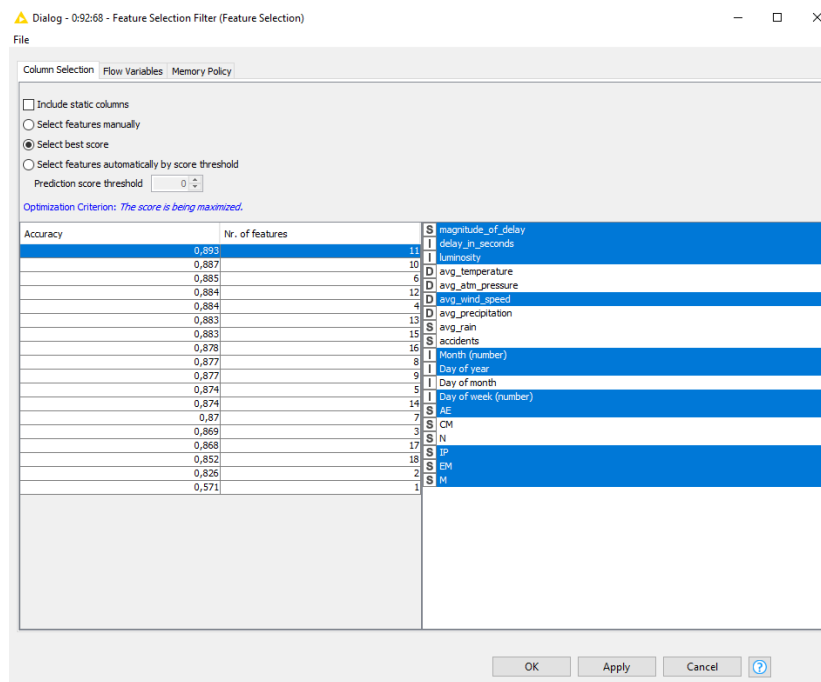 Dialog - 0:92:68 - Feature Selection Filter (Feature Selection)
File
Column Selection Flow Variables Memory Policy
Include static columns
Select features manually
Select best score
Select features automatically by score threshold
Prediction score threshold 0
Optimization Criterion: The score is being maximized.
Accuracy Nr. of features
0,893 11
0,887 10
0,885 6
0,884 12
0,884 4
0,883 13
0,883 15
0,878 16
0,877 8
0,877 9
0,874 5
0,874 14
0,87 7
0,869 3
0,868 17
0,852 18
0,826 2
0,571 1
S magnitude_of_delay
I delay_in_seconds
I luminosity
D avg_temperature
D avg_atm_pressure
D avg_wind_speed
D avg_precipitation
S avg_rain
S accidents
I Month (number)
I Day of year
I Day of month
I Day of week (number)
S AE
S CM
S N
S IP
S EM
S M
OK Apply Cancel ?